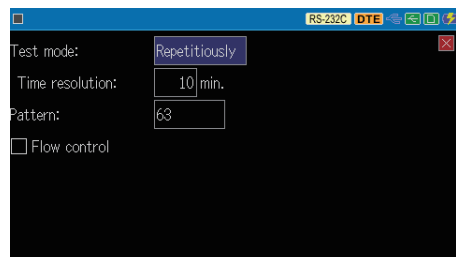 RS-232C DTE
Test mode: Repetitiously
Time resolution: 10 min.
Pattern: 63
Flow control